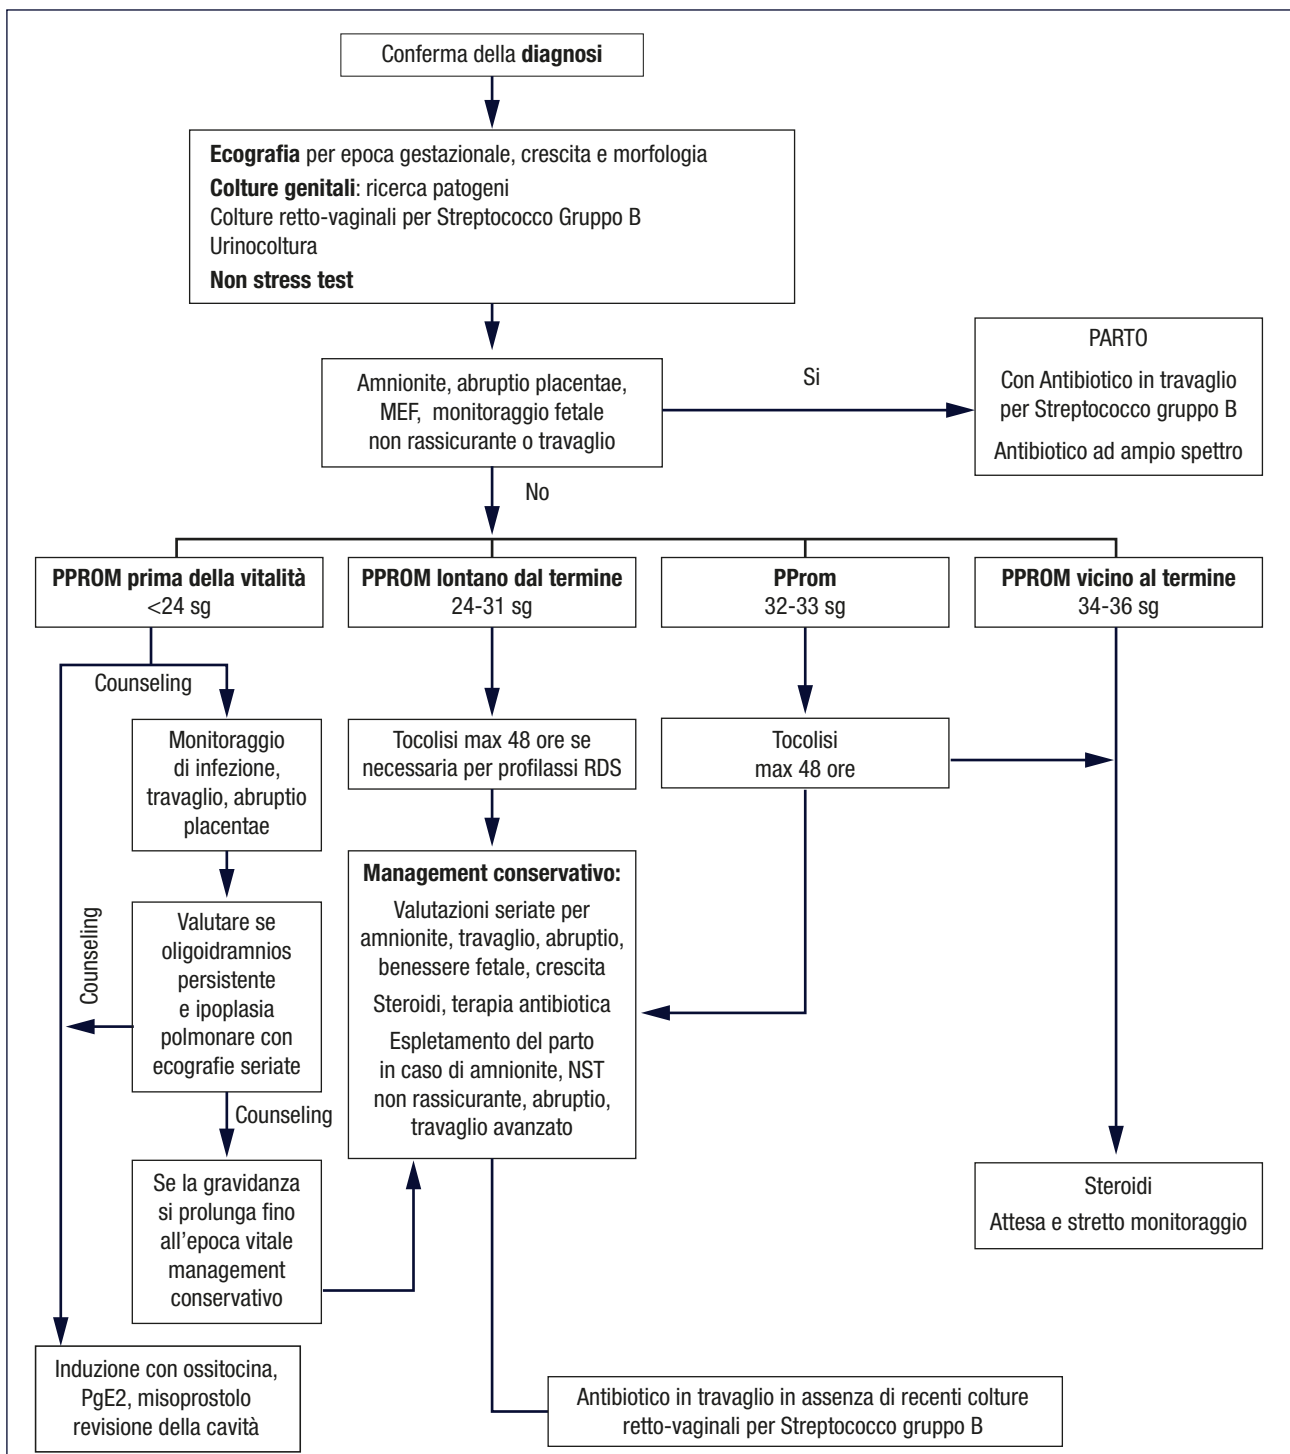 Conferma della diagnosi
Ecografia per epoca gestazionale, crescita e morfologia
Colture genitali: ricerca patogeni
Colture retto-vaginali per Streptococco Gruppo B
Urinocoltura
Non stress test
Amnionite, abruptio placentae,
MEF, monitoraggio fetale
non rassicurante o travaglio
Si
PARTO
Con Antibiotico in travaglio
per Streptococco gruppo B
Antibiotico ad ampio spettro
No
PPROM prima della vitalità
<24 sg
PPROM lontano dal termine
24-31 sg
PProm
32-33 sg
PPROM vicino al termine
34-36 sg
Counseling
Monitoraggio
di infezione,
travaglio, abruptio
placentae
Tocolisi max 48 ore se
necessaria per profilassi RDS
Tocolisi
max 48 ore
Counseling
Valutare se
oligoidramnios
persistente
e ipoplasia
polmonare con
ecografie seriate
Management conservativo:
Valutazioni seriate per
amnionite, travaglio, abruptio,
benessere fetale, crescita
Steroidi, terapia antibiotica
Espletamento del parto
in caso di amnionite, NST
non rassicurante, abruptio,
travaglio avanzato
Counseling
Se la gravidanza
si prolunga fino
all'epoca vitale
management
conservativo
Steroidi
Attesa e stretto monitoraggio
Induzione con ossitocina,
PgE2, misoprostolo
revisione della cavità
Antibiotico in travaglio in assenza di recenti colture
retto-vaginali per Streptococco gruppo B